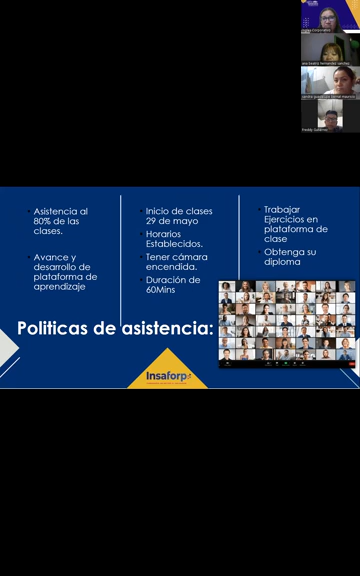 Asistencia al
80% de las
clases.
Avance y
desarrollo de
plataforma de
aprendizaje
Inicio de clases
29 de mayo
Horarios
Establecidos.
Tener cámara
encendida.
Duración de
60Mins
Trabajar
Ejercicios en
plataforma de
clase
Obtenga su
diploma
Politicas de asistencia:
Insaforp